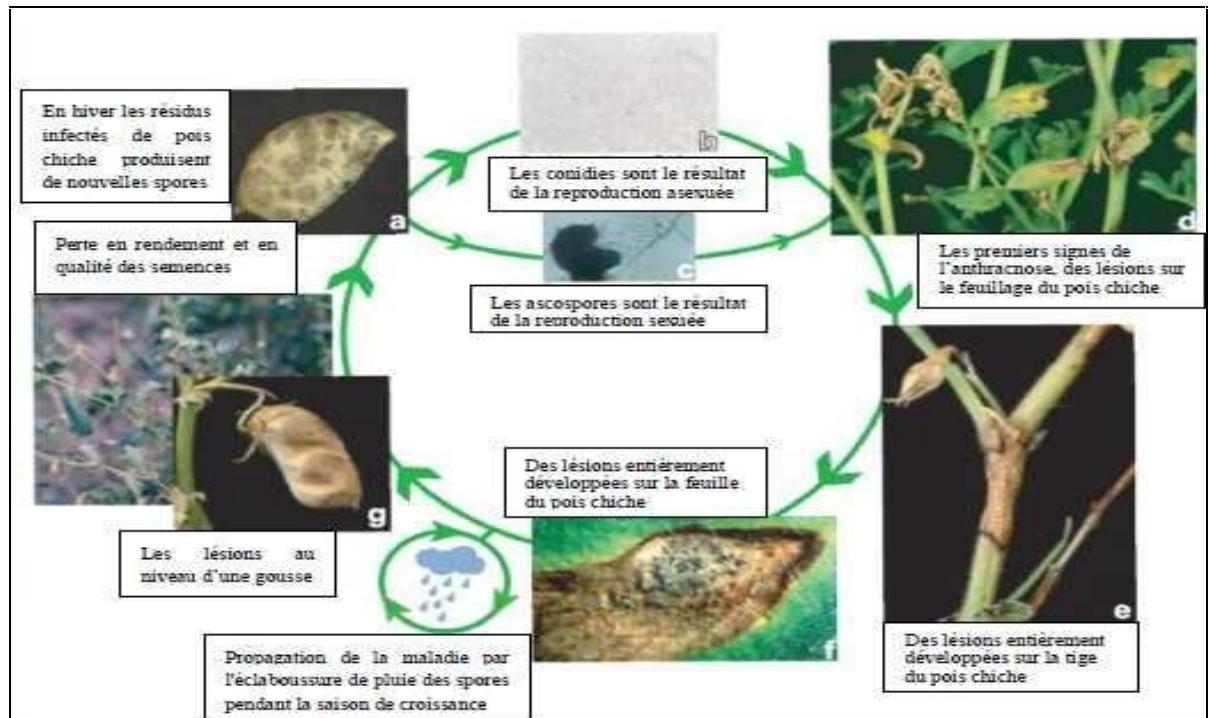 En hiver les résidus
infectés de pois
chiche produisent
de nouvelles spores
a
b
Les conidies sont le résultat
de la reproduction asexuée
c
Les ascospores sont le résultat
de la reproduction sexuée
d
Les premiers signes de
l'anthracnose, des lésions sur
le feuillage du pois chiche
Perte en rendement et en
qualité des semences
g
Les lésions au
niveau d'une gousse
Des lésions entièrement
développées sur la feuille
du pois chiche
f
e
Des lésions entièrement
développées sur la tige
du pois chiche
Propagation de la maladie par
l'éclaboussure de pluie des spores
pendant la saison de croissance